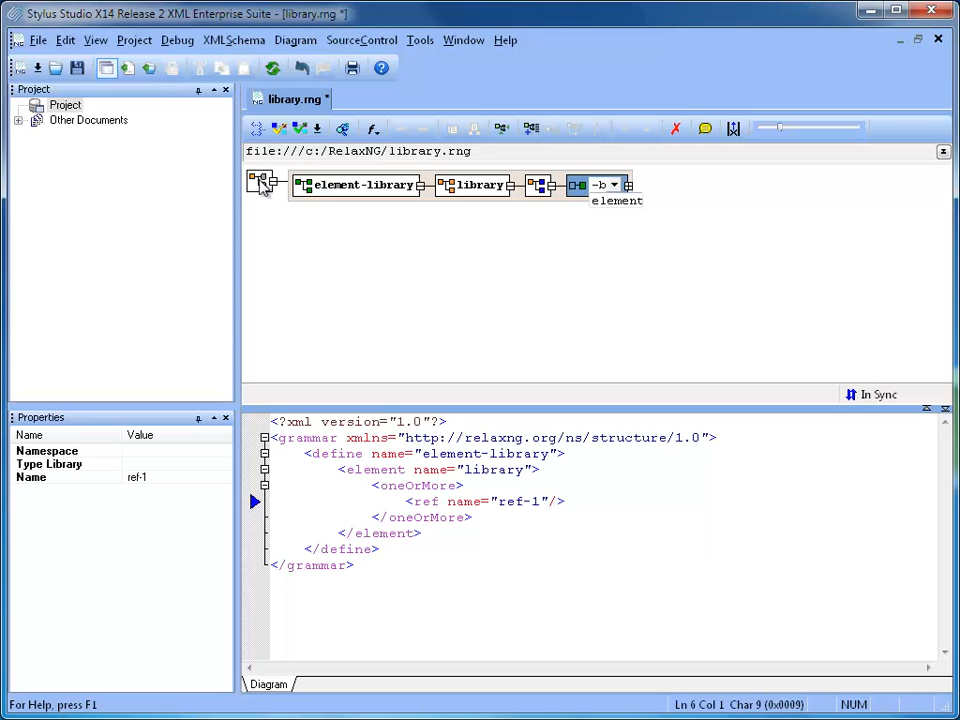 Stylus Studio X14 Release 2 XML Enterprise Suite - [library.rng *]
File Edit View Project Debug XMLSchema Diagram SourceControl Tools Window Help
Project
library.rng *
Project
Other Documents
file:///c:/RelaxNG/library.rng
element-library library -b
element
In Sync
Properties
Name Value
Namespace
Type Library
Name ref-1
<?xml version="1.0"?>
<grammar xmlns="http://relaxng.org/ns/structure/1.0">
<define name="element-library">
<element name="library">
<oneOrMore>
<ref name="ref-1"/>
</oneOrMore>
</element>
</define>
</grammar>
Diagram
For Help, press F1
Ln 6 Col 1 Char 9 (0x0009) NUM